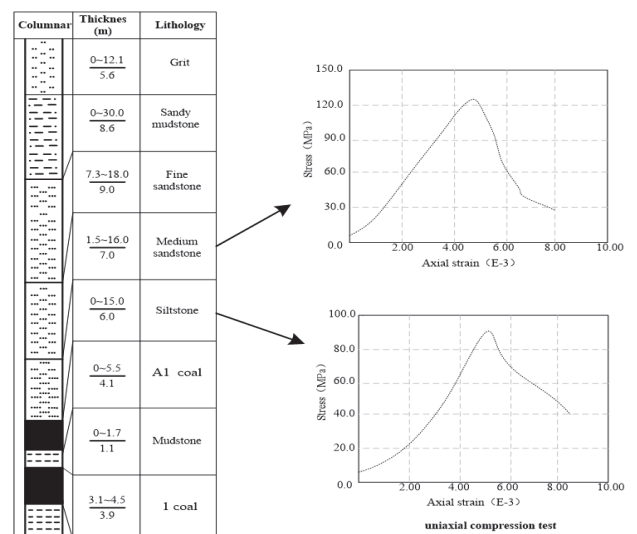 Columnar
Thicknes
(m)
Lithology
0~12.1
5.6
Grit
0~30.0
8.6
Sandy
mudstone
7.3~18.0
9.0
Fine
sandstone
1.5~16.0
7.0
Medium
sandstone
0~15.0
6.0
Siltstone
0~5.5
4.1
A1 coal
0~1.7
1.1
Mudstone
3.1~4.5
3.9
1 coal
Stress (MPa)
150.0
120.0
90.0
60.0
30.0
0.0
2.00 4.00 6.00 8.00 10.00
Axial strain (E-3)
Stress (MPa)
100.0
80.0
60.0
40.0
20.0
0.0
2.00 4.00 6.00 8.00 10.00
Axial strain (E-3)
uniaxial compression test